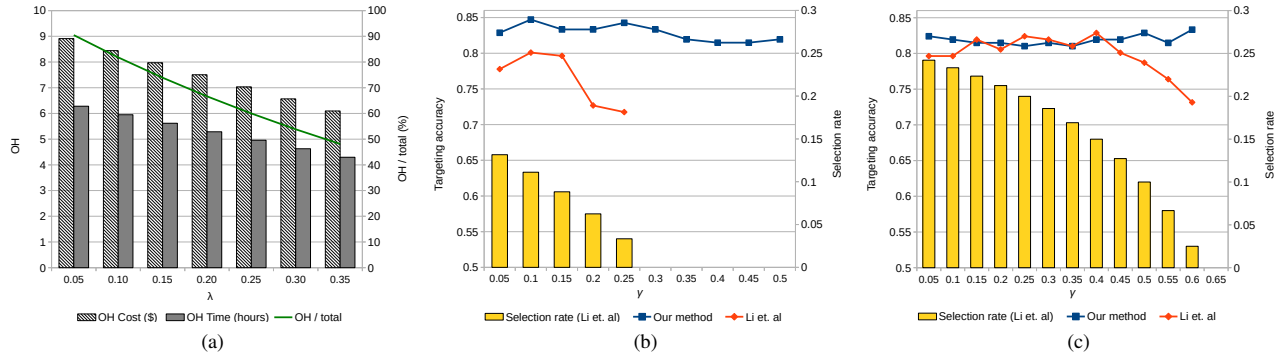 10
9
8
7
6
5
4
3
2
1
0
OH
100
90
80
70
60
50
40
30
20
10
0
OH / total (%)
0.05 0.10 0.15 0.20 0.25 0.30 0.35
λ
OH Cost ($) OH Time (hours) OH / total
(a)
0.85
0.8
0.75
0.7
0.65
0.6
0.55
0.5
Targeting accuracy
0.3
0.25
0.2
0.15
0.1
0.05
0
Selection rate
0.05 0.1 0.15 0.2 0.25 0.3 0.35 0.4 0.45 0.5
γ
Selection rate (Li et. al) Our method Li et. al
(b)
0.85
0.8
0.75
0.7
0.65
0.6
0.55
0.5
Targeting accuracy
0.3
0.25
0.2
0.15
0.1
0.05
0
Selection rate
0.05 0.1 0.15 0.2 0.25 0.3 0.35 0.4 0.45 0.5 0.55 0.6 0.65
γ
Selection rate (Li et. al) Our method Li et. al
(c)